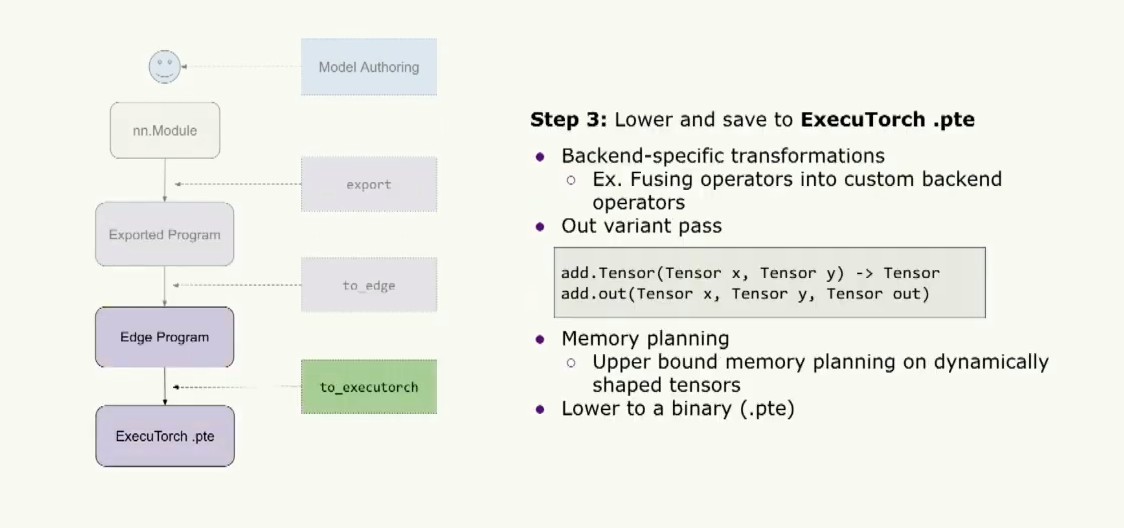 Model Authoring
nn.Module
export
Exported Program
to_edge
Edge Program
to_executorch
ExecuTorch .pte
Step 3: Lower and save to ExecuTorch .pte
• Backend-specific transformations
○ Ex. Fusing operators into custom backend
operators
• Out variant pass
add.Tensor(Tensor x, Tensor y) -> Tensor
add.out(Tensor x, Tensor y, Tensor out)
• Memory planning
○ Upper bound memory planning on dynamically
shaped tensors
• Lower to a binary (.pte)